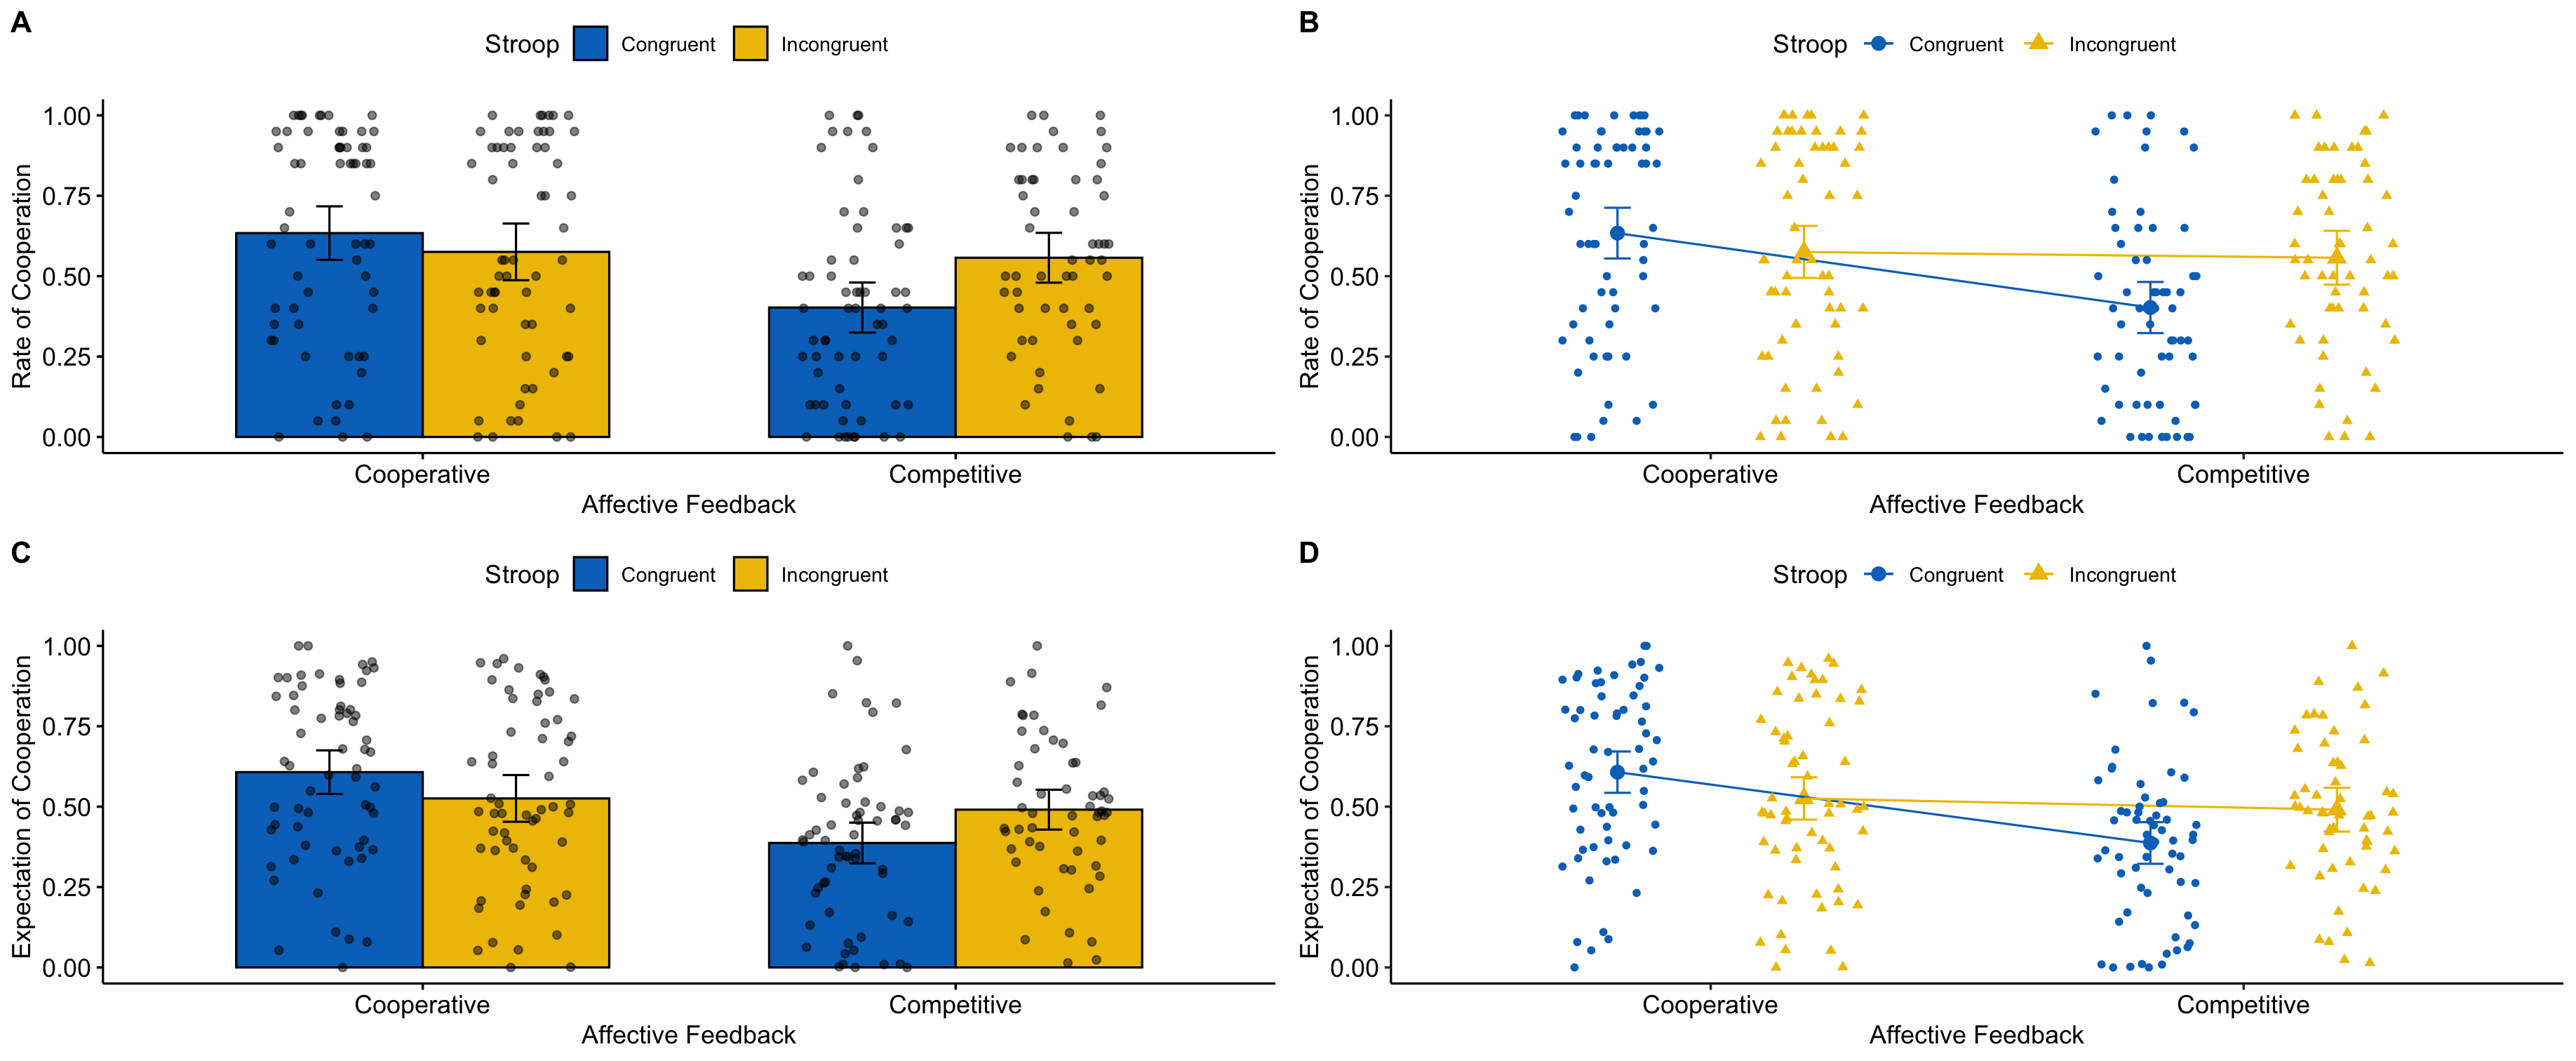 A
Stroop Congruent Incongruent
Rate of Cooperation
1.00
0.75
0.50
0.25
0.00
Cooperative Competitive
Affective Feedback
B
Stroop Congruent Incongruent
Rate of Cooperation
1.00
0.75
0.50
0.25
0.00
Cooperative Competitive
Affective Feedback
C
Stroop Congruent Incongruent
Expectation of Cooperation
1.00
0.75
0.50
0.25
0.00
Cooperative Competitive
Affective Feedback
D
Stroop Congruent Incongruent
Expectation of Cooperation
1.00
0.75
0.50
0.25
0.00
Cooperative Competitive
Affective Feedback